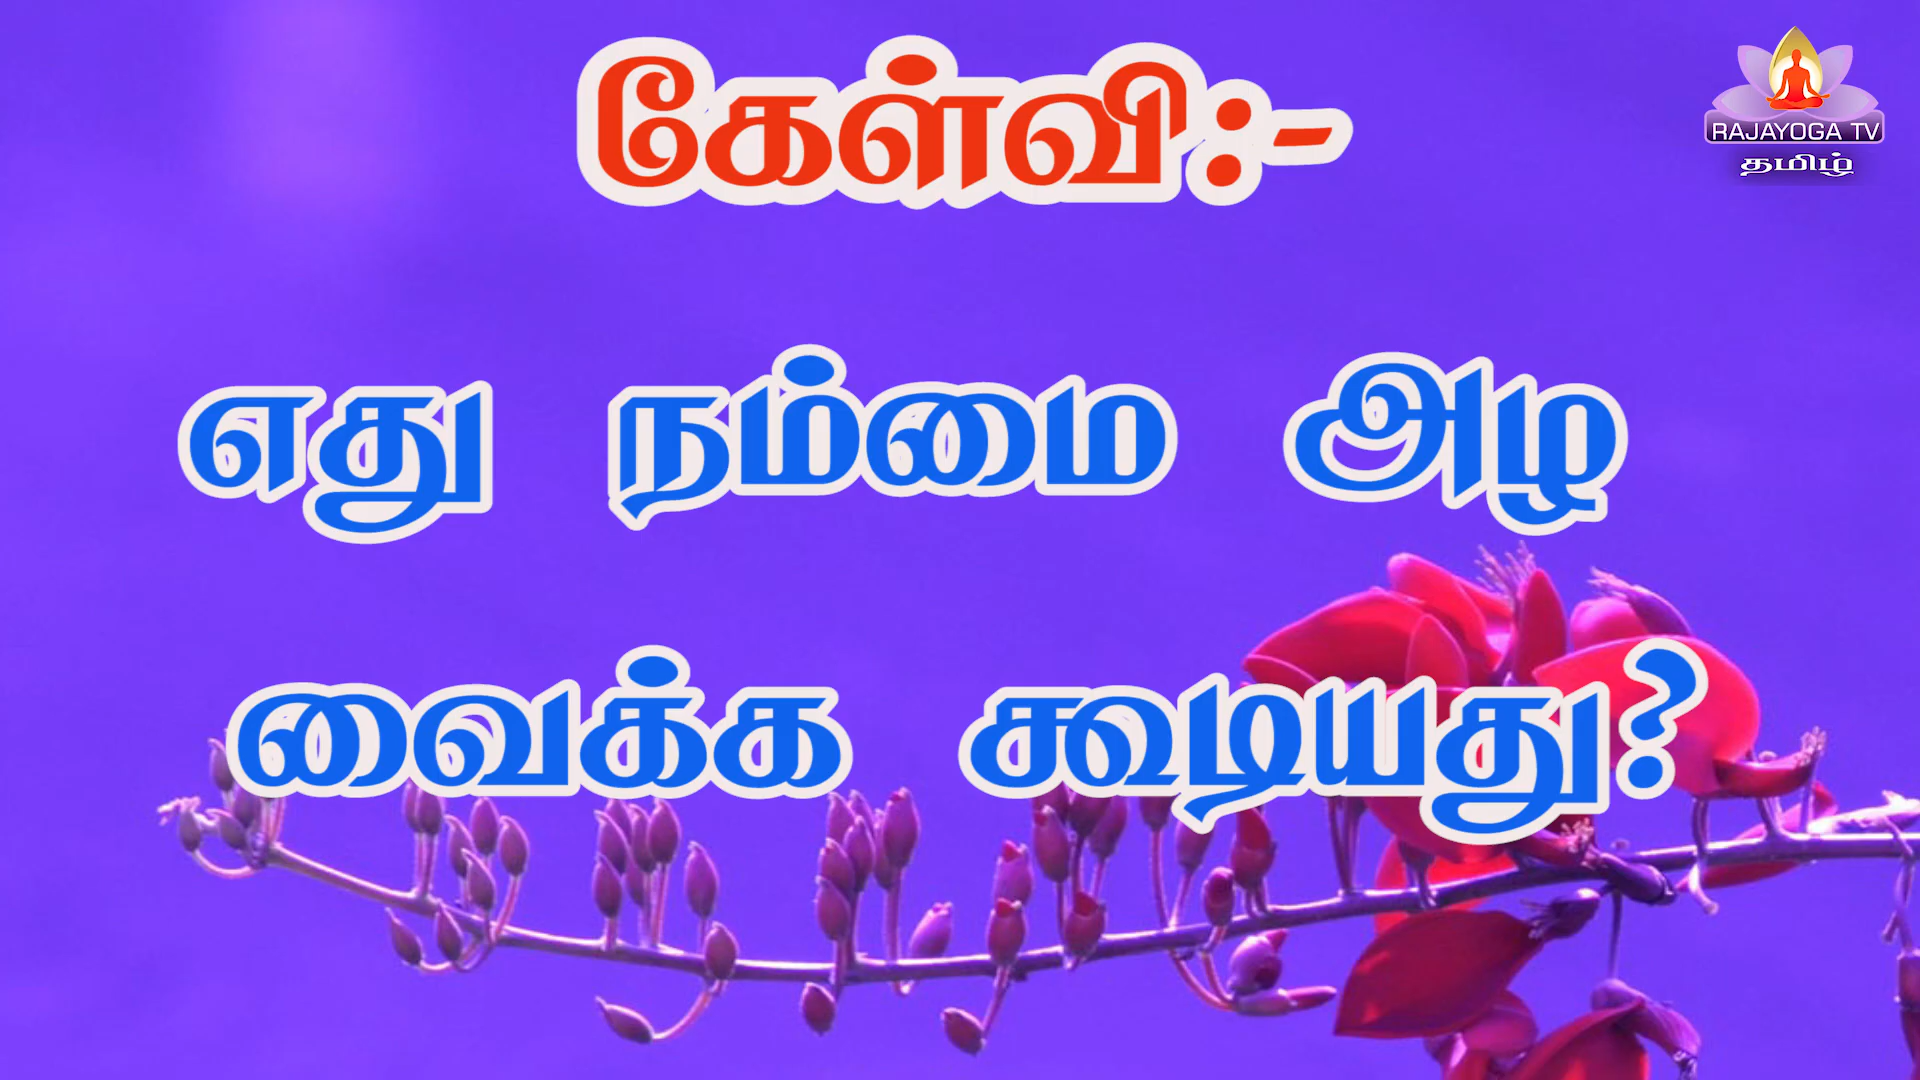 கேள்வி:-
RAJAYOGA TV
தமிழ்
எது நம்மை அழ
வைக்க கூடியது?